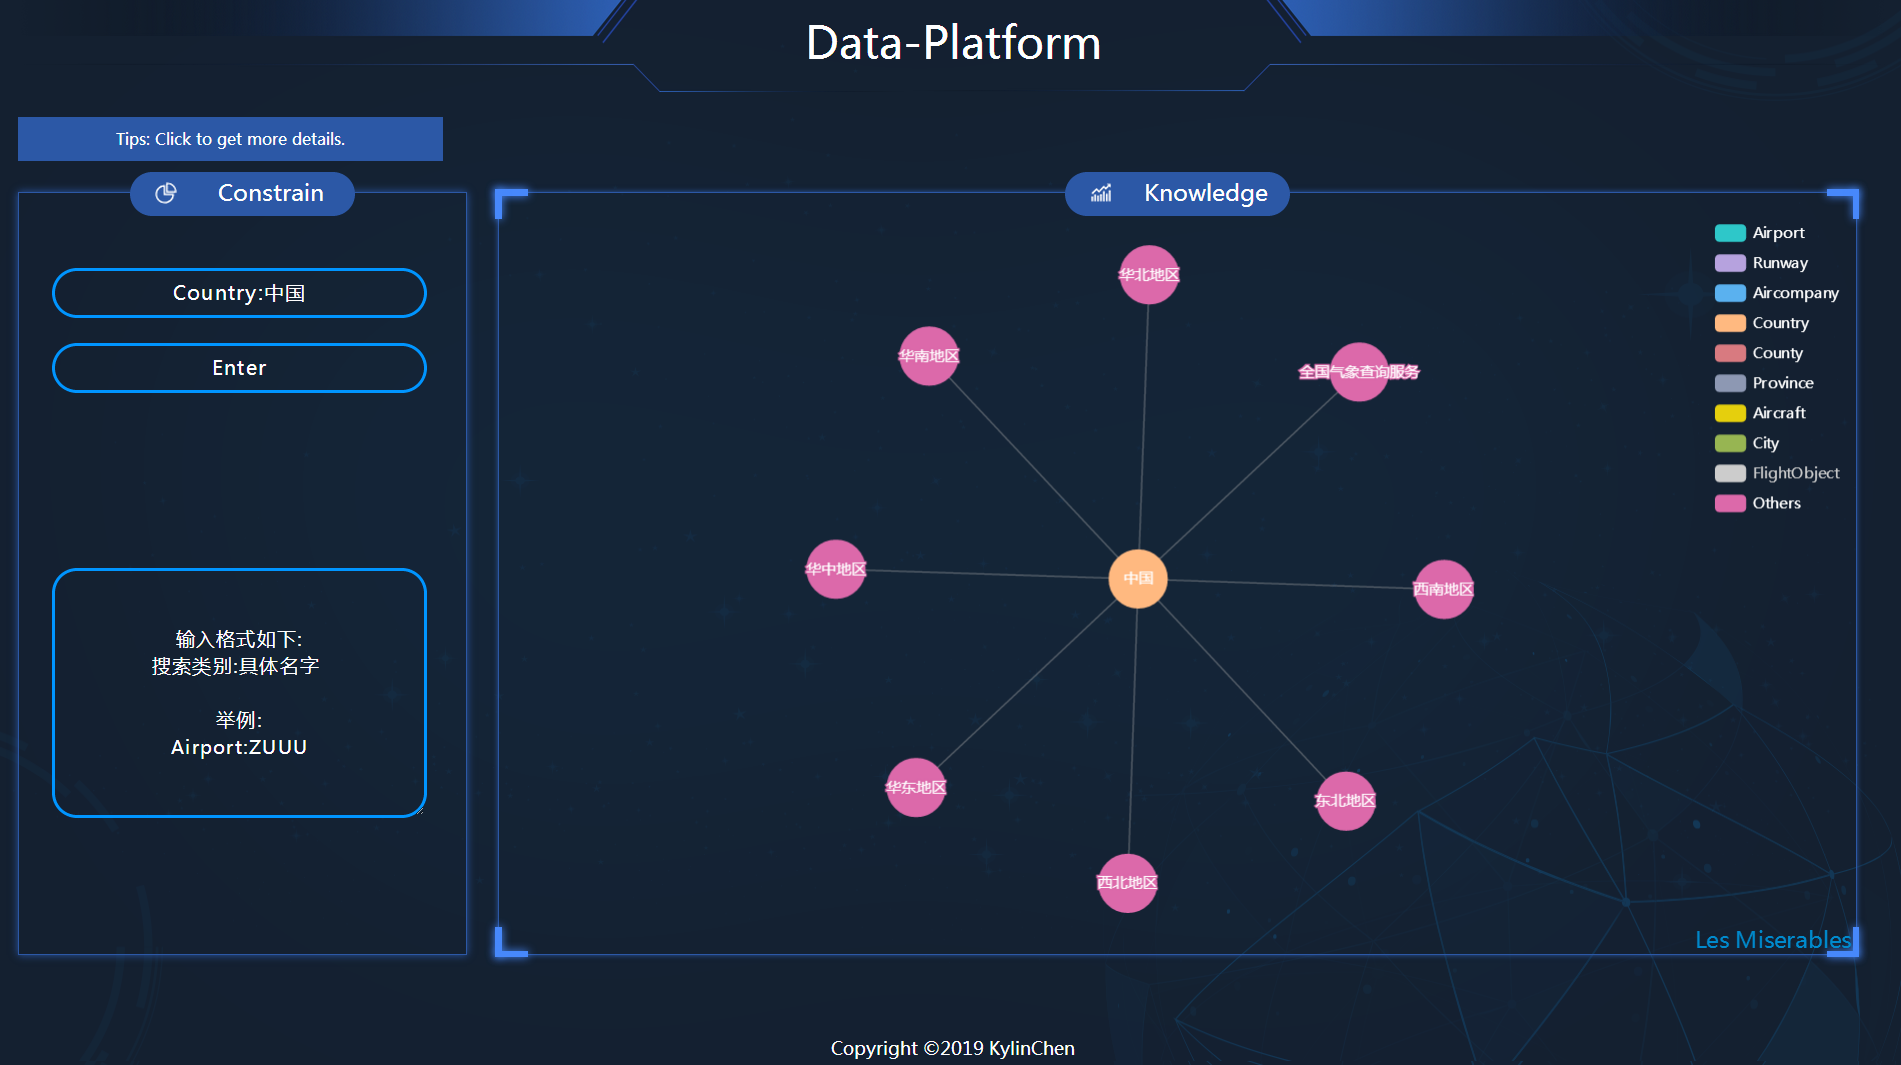 Data-Platform
Tips: Click to get more details.
Constrain
Country:中国
Enter
输入格式如下:
搜索类别:具体名字
举例:
Airport:ZUUU
Knowledge
华北地区
华南地区
全国气象查询服务
华中地区
中国
西南地区
华东地区
东北地区
西北地区
Airport
Runway
Aircompany
Country
County
Province
Aircraft
City
FlightObject
Others
Les Miserables
Copyright ©2019 KylinChen